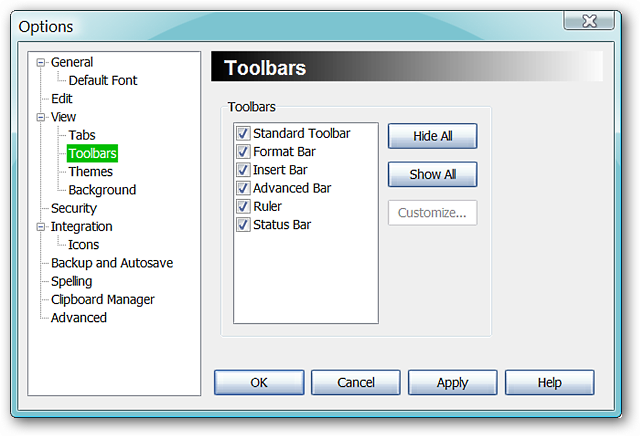 Options
General
Default Font
Edit
View
Tabs
Toolbars
Themes
Background
Security
Integration
Icons
Backup and Autosave
Spelling
Clipboard Manager
Advanced
Toolbars
Toolbars
Standard Toolbar
Format Bar
Insert Bar
Advanced Bar
Ruler
Status Bar
Hide All
Show All
Customize...
OK
Cancel
Apply
Help